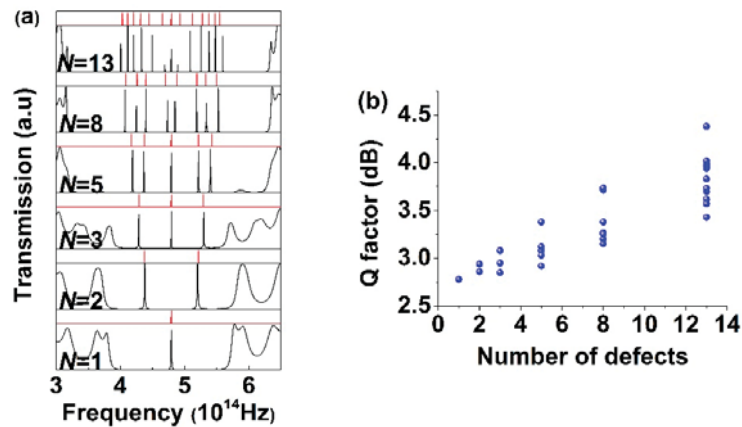 (a)
Transmission (a.u)
N=13
N=8
N=5
N=3
N=2
N=1
3 4 5 6
Frequency (10¹⁴Hz)
(b)
Q factor (dB)
4.5
4.0
3.5
3.0
2.5
0 2 4 6 8 10 12 14
Number of defects